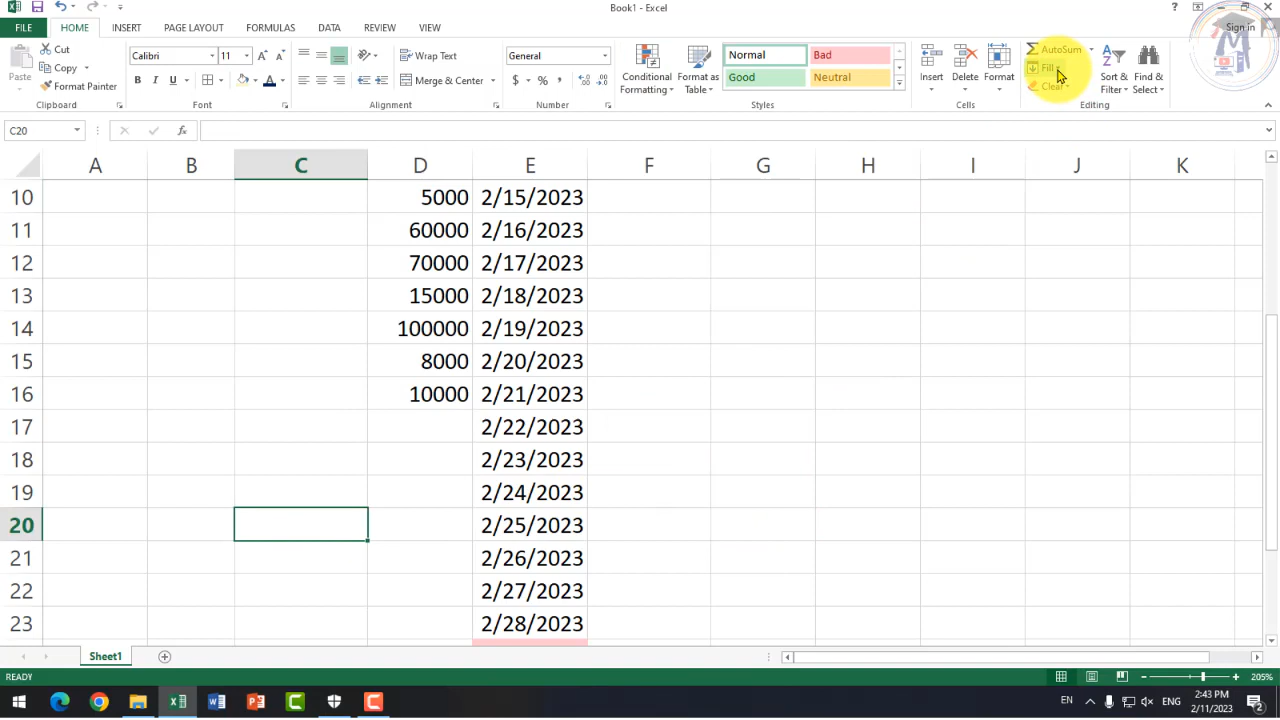 Book1 - Excel
Sign in
FILE HOME INSERT PAGE LAYOUT FORMULAS DATA REVIEW VIEW
Paste
Cut
Copy
Format Painter
Clipboard
Calibri 11
B I U
Font
Wrap Text
Merge & Center
Alignment
General
$ % ,
Number
Conditional Formatting
Format as Table
Normal Bad
Good Neutral
Styles
Insert Delete Format
Cells
AutoSum
Fill
Clear
Sort & Filter
Find & Select
Editing
C20
fx
A B C D E F G H I J K
10 5000 2/15/2023
11 60000 2/16/2023
12 70000 2/17/2023
13 15000 2/18/2023
14 100000 2/19/2023
15 8000 2/20/2023
16 10000 2/21/2023
17 2/22/2023
18 2/23/2023
19 2/24/2023
20 2/25/2023
21 2/26/2023
22 2/27/2023
23 2/28/2023
Sheet1
READY
205%
EN
ENG
2:43 PM
2/11/2023
2